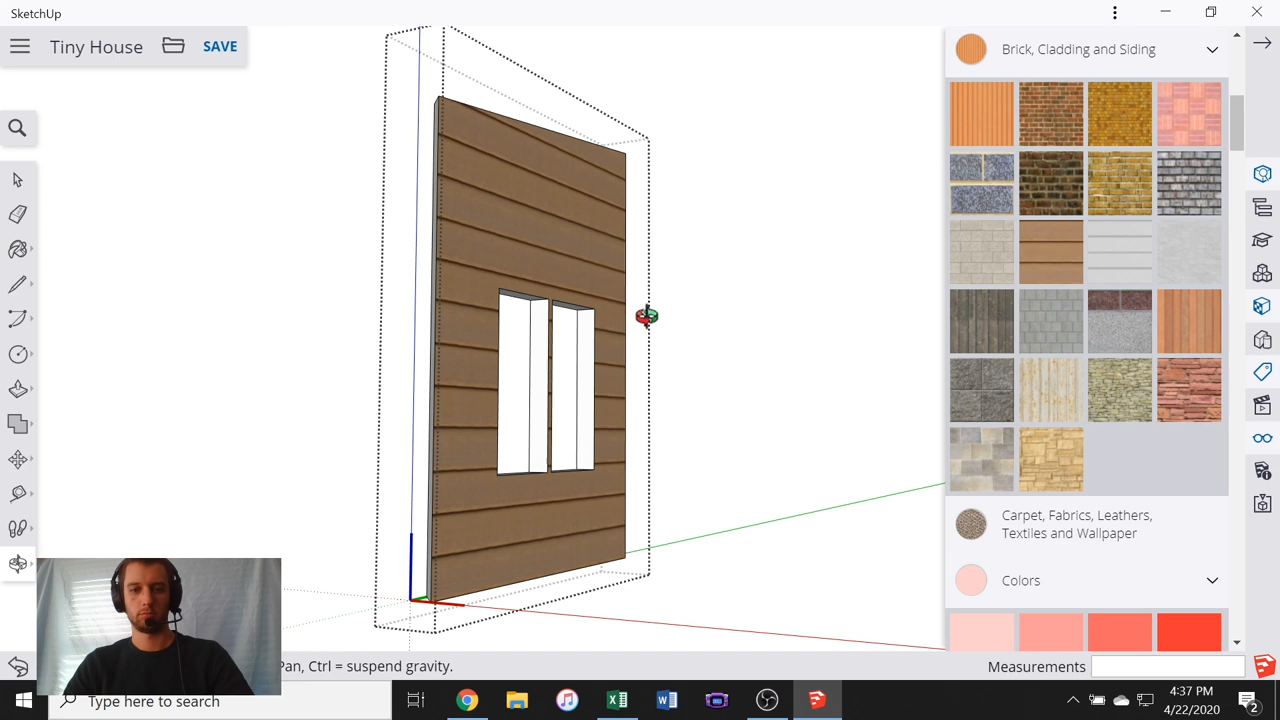 SketchUp
Tiny House
SAVE
Brick, Cladding and Siding
Carpet, Fabrics, Leathers,
Textiles and Wallpaper
Colors
Pan, Ctrl = suspend gravity.
Measurements
Type here to search
4:37 PM
4/22/2020
2